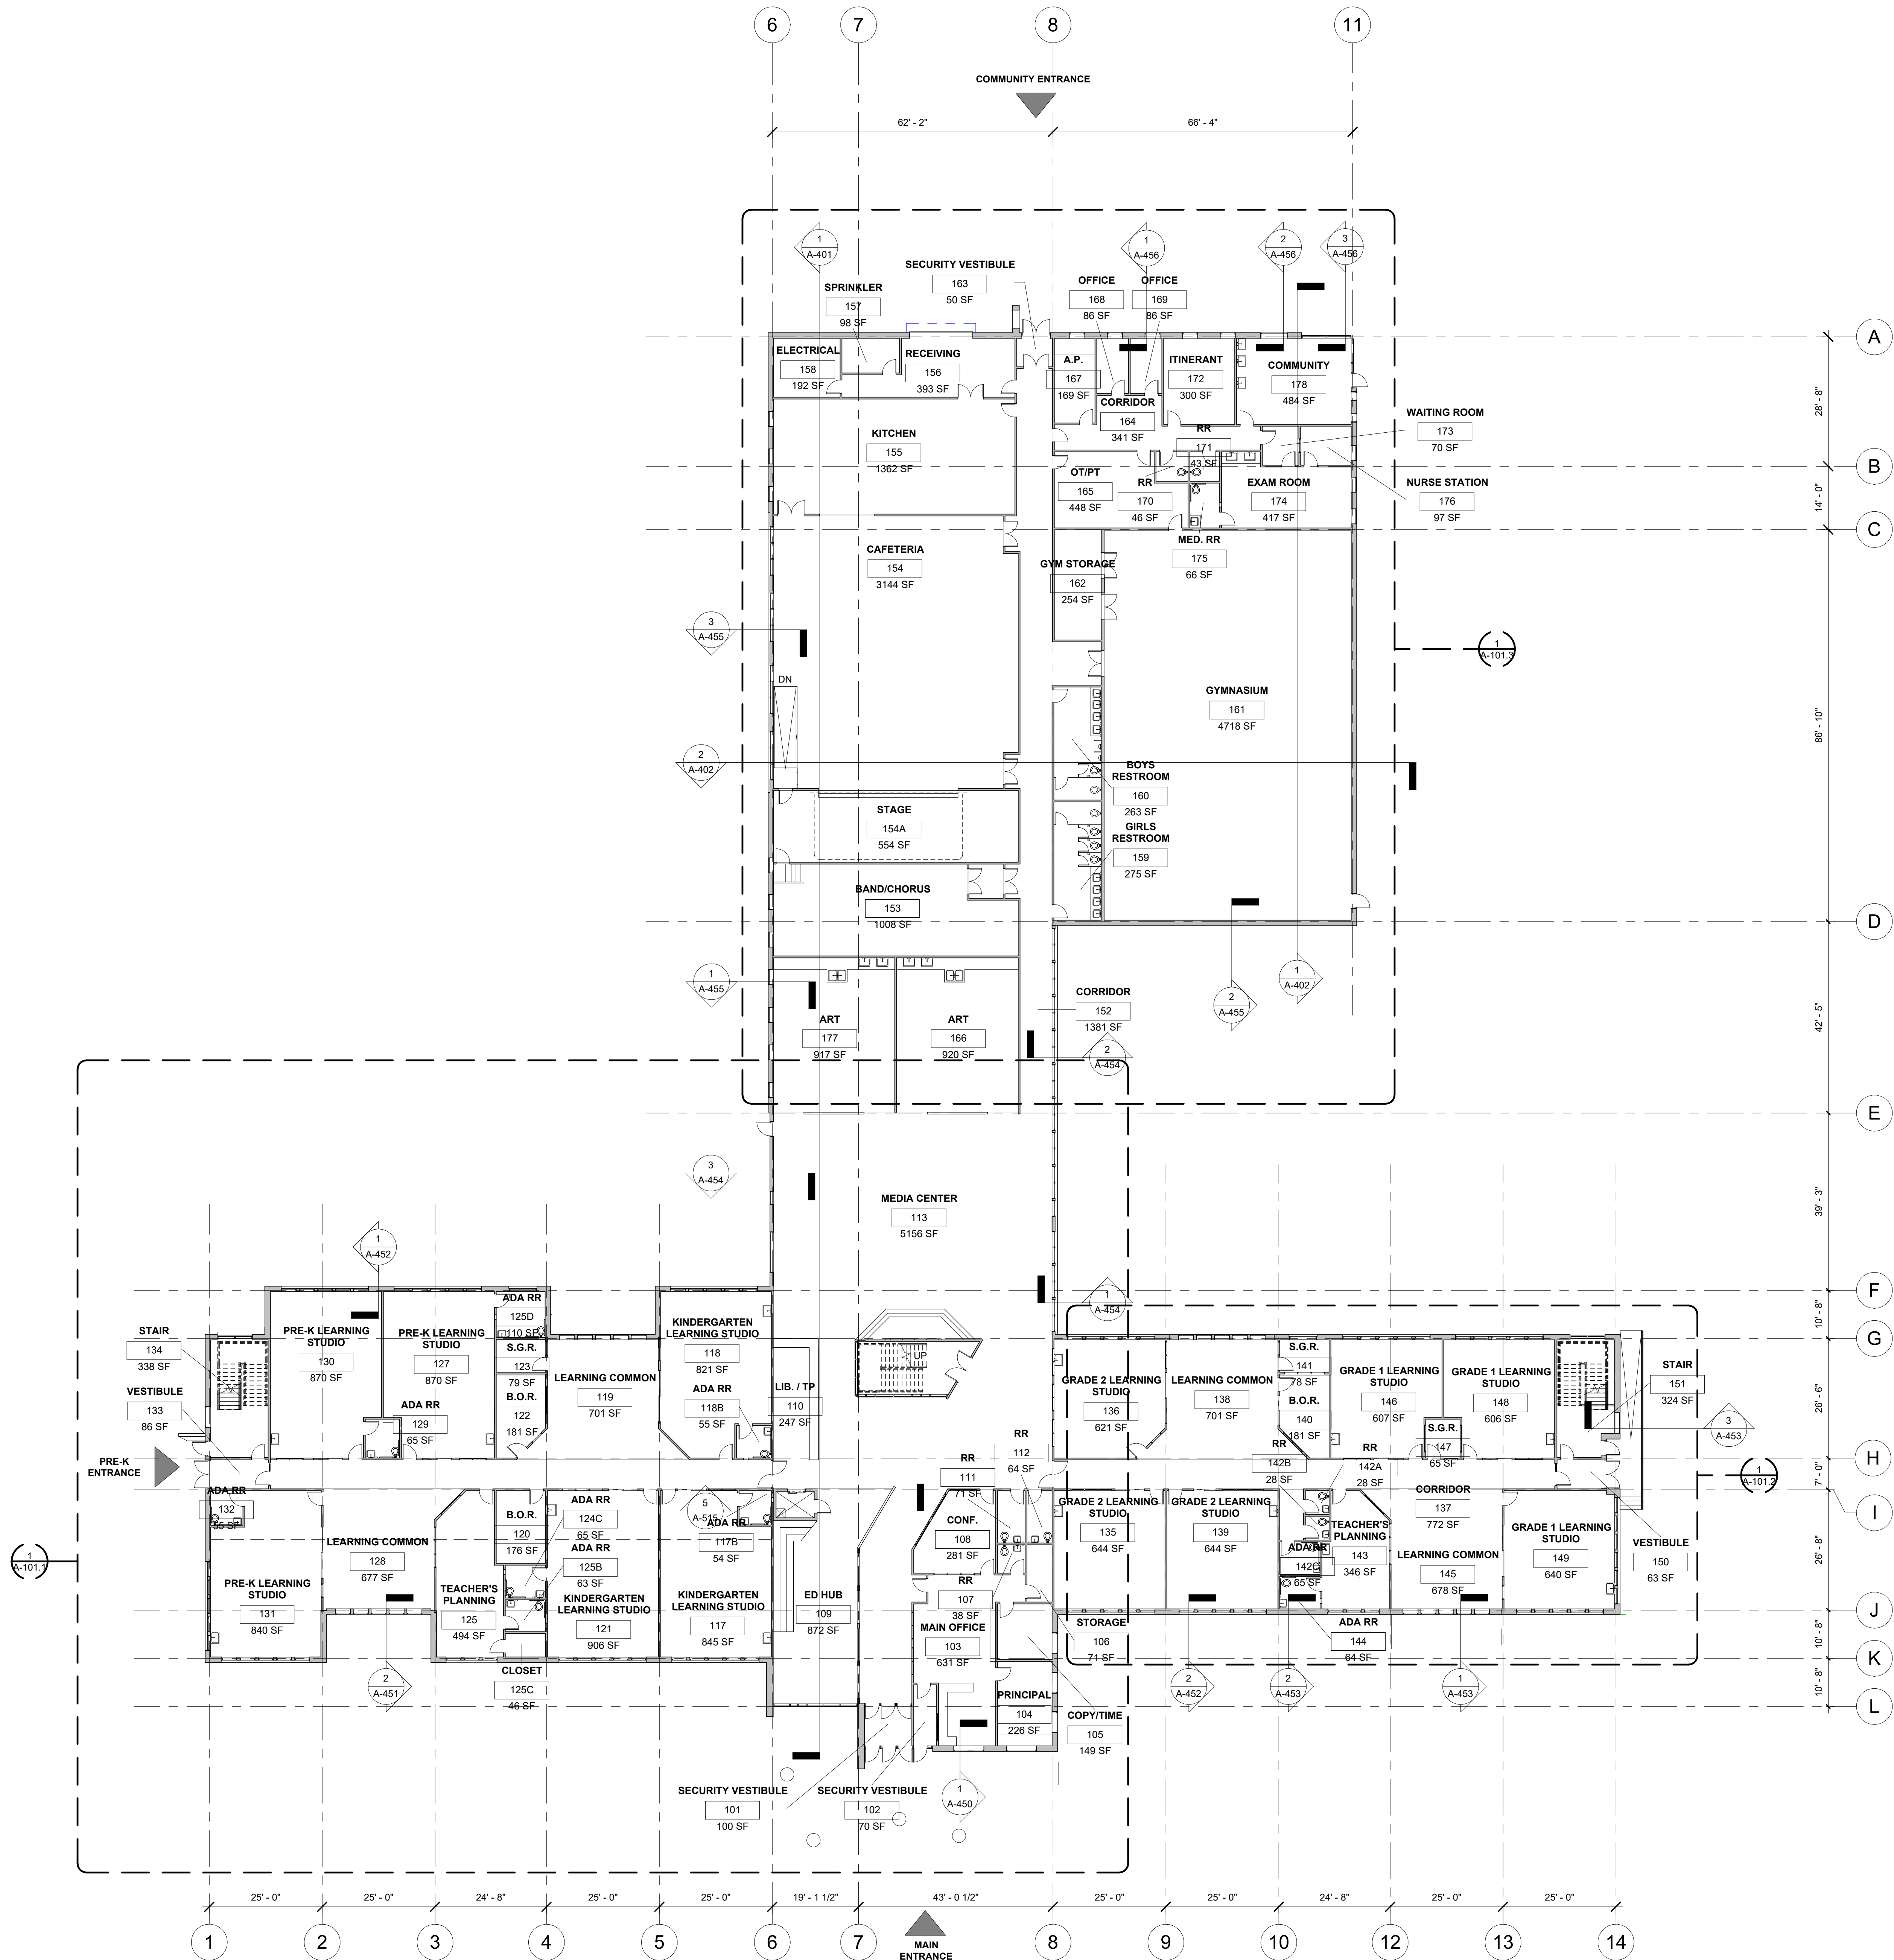 6
7
8
11
COMMUNITY ENTRANCE
62' - 2"
66' - 4"
1
A-401
1
A-456
2
A-456
3
A-456
SECURITY VESTIBULE
163
50 SF
SPRINKLER
157
98 SF
OFFICE
168
86 SF
OFFICE
169
86 SF
A
ELECTRICAL
158
192 SF
RECEIVING
156
393 SF
A.P.
167
169 SF
ITINERANT
172
300 SF
COMMUNITY
178
484 SF
CORRIDOR
164
341 SF
28' - 8"
WAITING ROOM
173
70 SF
KITCHEN
155
1362 SF
RR
171
43 SF
B
OT/PT
165
448 SF
RR
170
46 SF
EXAM ROOM
174
417 SF
NURSE STATION
176
97 SF
14' - 0"
C
CAFETERIA
154
3144 SF
MED. RR
175
66 SF
GYM STORAGE
162
254 SF
3
A-455
1
A-101.3
DN
GYMNASIUM
161
4718 SF
86' - 10"
2
A-402
BOYS
RESTROOM
160
263 SF
STAGE
154A
554 SF
GIRLS
RESTROOM
159
275 SF
BAND/CHORUS
153
1008 SF
D
1
A-455
1
A-402
2
A-455
CORRIDOR
152
1381 SF
ART
177
917 SF
ART
166
920 SF
42' - 5"
2
A-454
E
3
A-454
MEDIA CENTER
113
5156 SF
39' - 3"
1
A-452
F
1
A-454
10' - 8"
G
ADA RR
125D
110 SF
STAIR
134
338 SF
PRE-K LEARNING
STUDIO
130
870 SF
PRE-K LEARNING
STUDIO
127
870 SF
S.G.R.
123
79 SF
KINDERGARTEN
LEARNING STUDIO
118
821 SF
UP
VESTIBULE
133
86 SF
ADA RR
129
65 SF
B.O.R.
122
181 SF
LEARNING COMMON
119
701 SF
ADA RR
118B
55 SF
LIB. / TP
110
247 SF
GRADE 2 LEARNING
STUDIO
136
621 SF
LEARNING COMMON
138
701 SF
S.G.R.
141
78 SF
B.O.R.
140
181 SF
GRADE 1 LEARNING
STUDIO
146
607 SF
GRADE 1 LEARNING
STUDIO
148
606 SF
S.G.R.
147
65 SF
STAIR
151
324 SF
26' - 6"
3
A-453
RR
112
64 SF
H
PRE-K
ENTRANCE
RR
111
71 SF
RR
142B
28 SF
RR
142A
28 SF
1
A-101.2
7' - 0"
I
ADA RR
132
55 SF
B.O.R.
120
176 SF
ADA RR
124C
65 SF
5
A-515
ADA RR
117B
54 SF
CONF.
108
281 SF
GRADE 2 LEARNING
STUDIO
135
644 SF
GRADE 2 LEARNING
STUDIO
139
644 SF
CORRIDOR
137
772 SF
LEARNING COMMON
128
677 SF
ADA RR
125B
63 SF
ADA RR
142C
65 SF
TEACHER'S
PLANNING
143
346 SF
LEARNING COMMON
145
678 SF
GRADE 1 LEARNING
STUDIO
149
640 SF
VESTIBULE
150
63 SF
26' - 8"
1
A-101.1
PRE-K LEARNING
STUDIO
131
840 SF
TEACHER'S
PLANNING
125
494 SF
KINDERGARTEN
LEARNING STUDIO
121
906 SF
KINDERGARTEN
LEARNING STUDIO
117
845 SF
ED HUB
109
872 SF
RR
107
38 SF
MAIN OFFICE
103
631 SF
J
STORAGE
106
71 SF
ADA RR
144
64 SF
10' - 8"
K
CLOSET
125C
46 SF
2
A-451
2
A-452
2
A-453
1
A-453
10' - 8"
PRINCIPAL
104
226 SF
L
COPY/TIME
105
149 SF
SECURITY VESTIBULE
101
100 SF
SECURITY VESTIBULE
102
70 SF
1
A-450
25' - 0"
25' - 0"
24' - 8"
25' - 0"
25' - 0"
19' - 1 1/2"
43' - 0 1/2"
25' - 0"
25' - 0"
24' - 8"
25' - 0"
25' - 0"
1
2
3
4
5
6
7
8
9
10
12
13
14
MAIN
ENTRANCE